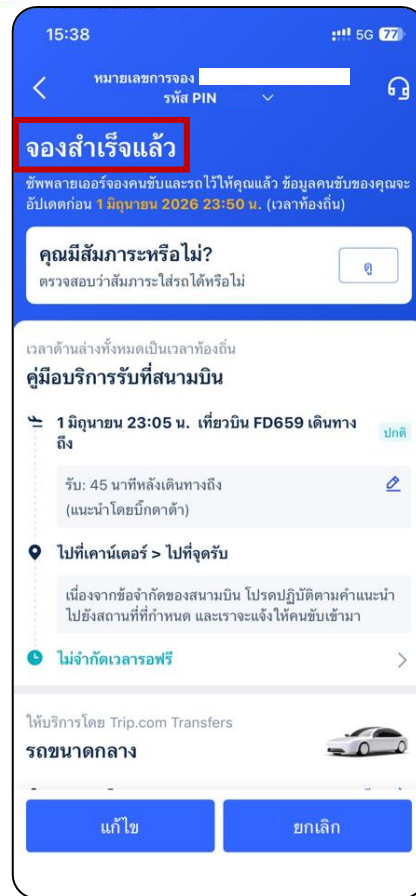 15:38
5G 77
หมายเลขการจอง
รหัส PIN
จองสำเร็จแล้ว
ซัพพลายเออร์จองคนขับและรถไว้ให้คุณแล้ว ข้อมูลคนขับของคุณจะ
อัปเดตก่อน 1 มิถุนายน 2026 23:50 น. (เวลาท้องถิ่น)
คุณมีสัมภาระหรือไม่?
ตรวจสอบว่าสัมภาระใส่รถได้หรือไม่
ดู
เวลาด้านล่างทั้งหมดเป็นเวลาท้องถิ่น
คู่มือบริการรับที่สนามบิน
1 มิถุนายน 23:05 น. เที่ยวบิน FD659 เดินทาง
ถึง
ปกติ
รับ: 45 นาทีหลังเดินทางถึง
(แนะนำโดยบิ๊กดาต้า)
ไปที่เคาน์เตอร์ > ไปที่จุดรับ
เนื่องจากข้อจำกัดของสนามบิน โปรดปฏิบัติตามคำแนะนำ
ไปยังสถานที่ที่กำหนด และเราจะแจ้งให้คนขับเข้ามา
ไม่จำกัดเวลารอฟรี
ให้บริการโดย Trip.com Transfers
รถขนาดกลาง
แก้ไข
ยกเลิก